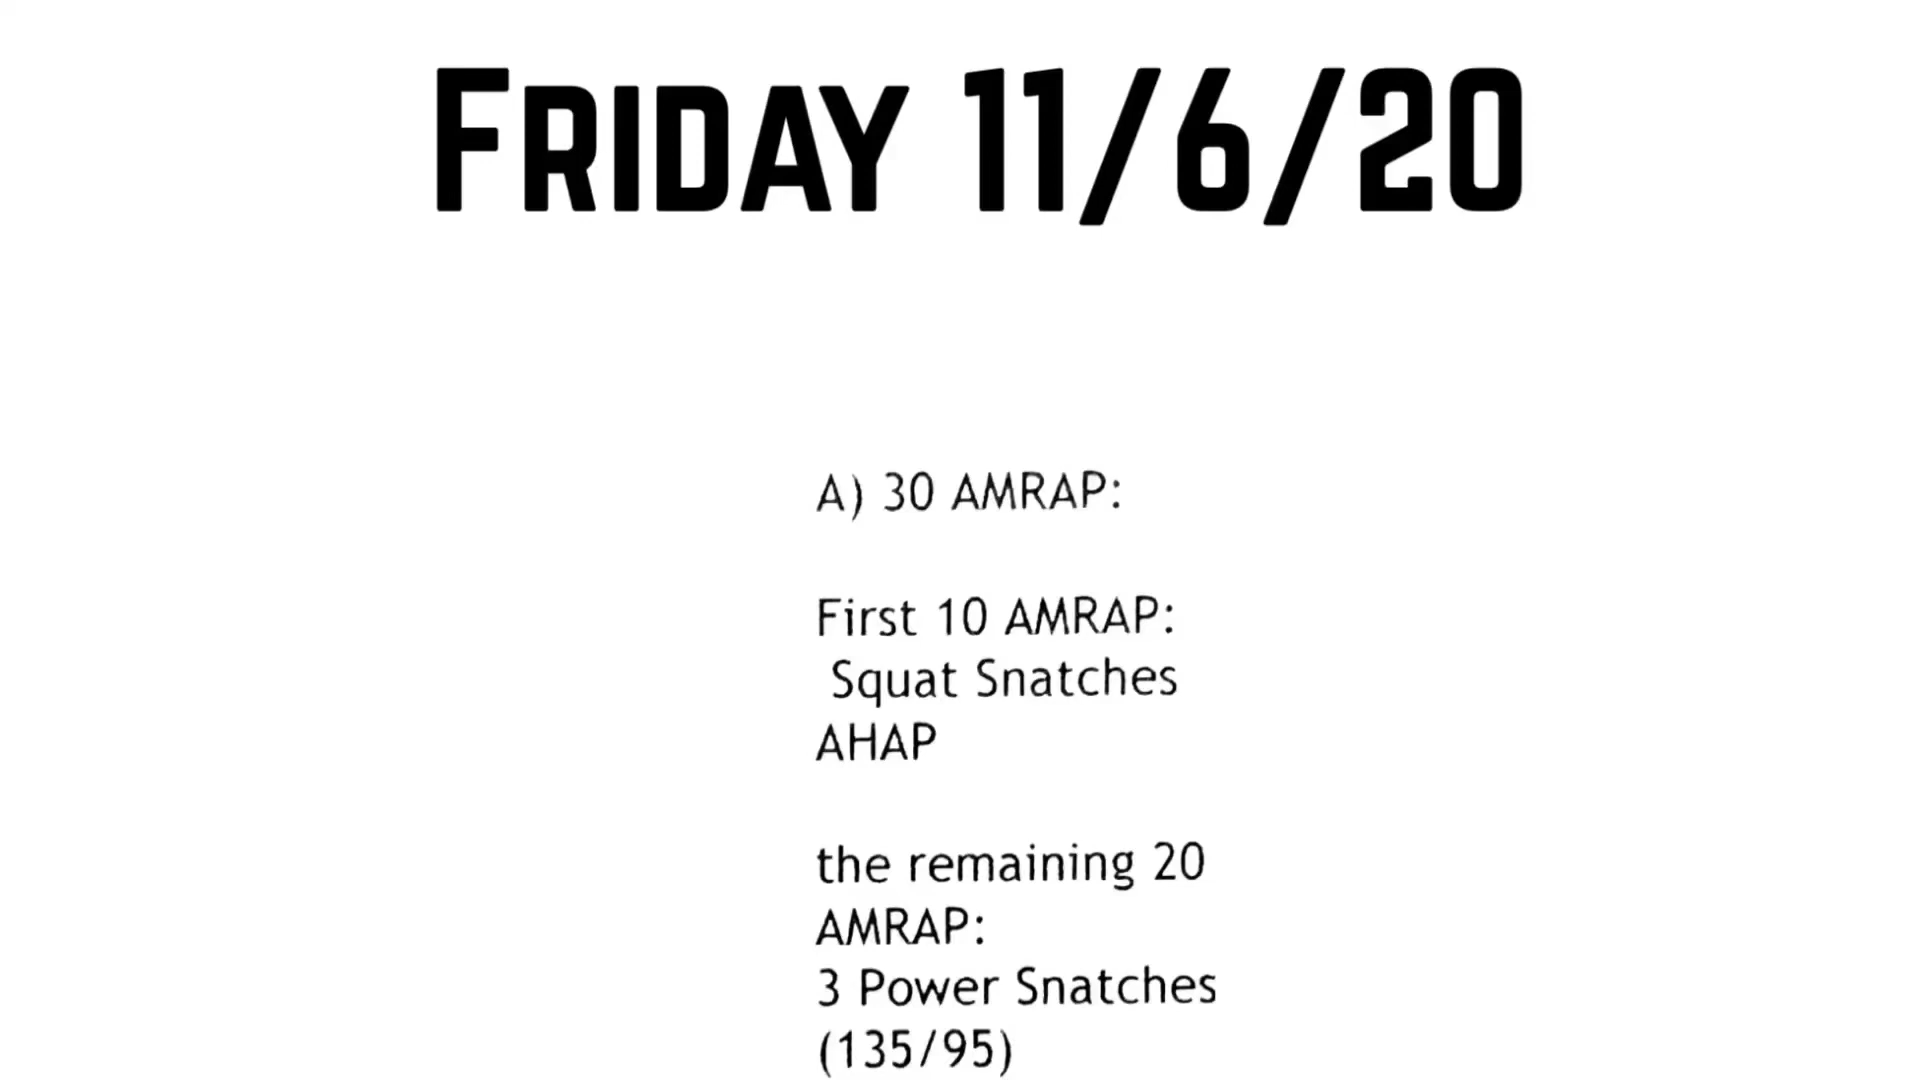 FRIDAY 11/6/20
A) 30 AMRAP:
First 10 AMRAP:
Squat Snatches
AHAP
the remaining 20
AMRAP:
3 Power Snatches
(135/95)